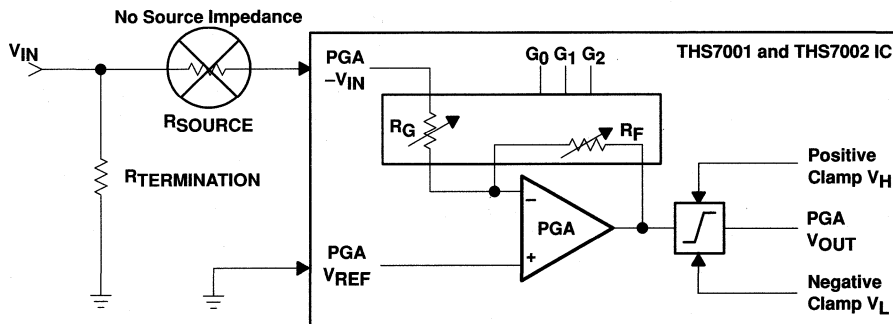 No Source Impedance
VIN
RSOURCE
RTERMINATION
PGA
–VIN
G0 G1 G2
THS7001 and THS7002 IC
RG
RF
–
PGA
+
PGA
VREF
Positive
Clamp VH
PGA
VOUT
Negative
Clamp VL